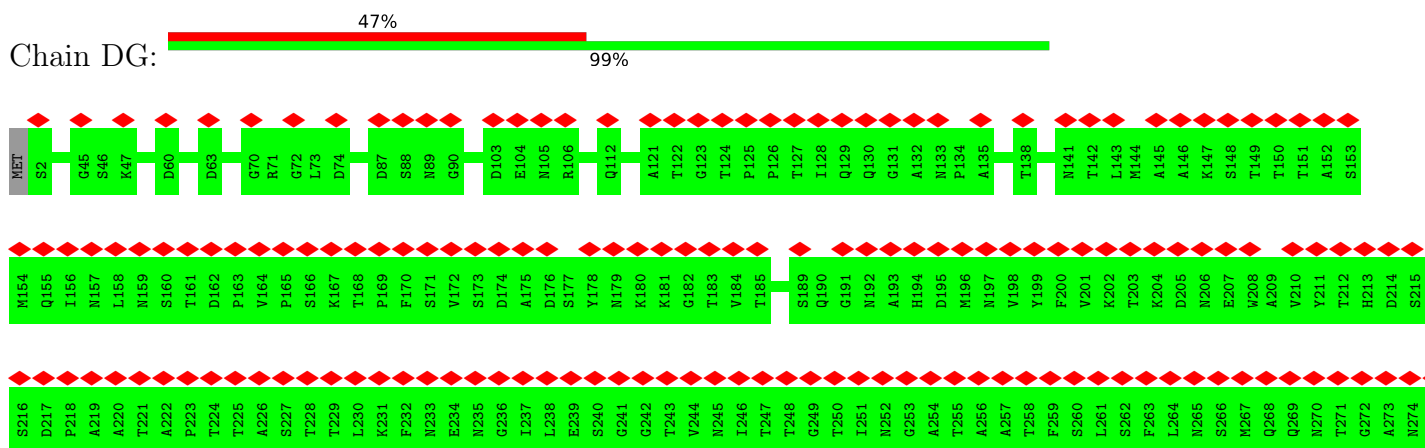 47%
Chain DG:
99%
MET S2 G45 S46 K47 D60 D63 G70 R71 G72 L73 D74 D87 S88 N89 G90 D103 E104 N105 R106 Q112 A121 T122 G123 T124 P125 P126 T127 I128 Q129 Q130 G131 A132 N133 P134 A135 T138 N141 T142 L143 M144 A145 A146 K147 S148 T149 T150 T151 A152 S153
M154 Q155 I156 N157 L158 N159 S160 T161 D162 P163 V164 P165 S166 K167 T168 P169 F170 S171 V172 S173 D174 A175 D176 S177 Y178 N179 K180 K181 G182 T183 V184 T185 S189 Q190 G191 N192 A193 H194 D195 M196 N197 V198 Y199 F200 V201 K202 T203 K204 D205 N206 E207 W208 A209 V210 Y211 T212 H213 D214 S215
S216 D217 P218 A219 A220 T221 A222 P223 T224 T225 A226 S227 T228 T229 L230 K231 F232 N233 E234 N235 G236 I237 L238 E239 S240 G241 G242 T243 V244 N245 I246 T247 T248 G249 T250 I251 N252 G253 A254 T255 A256 A257 T258 F259 S260 L261 S262 F263 L264 N265 S266 M267 Q268 Q269 N270 T271 G272 A273 N274